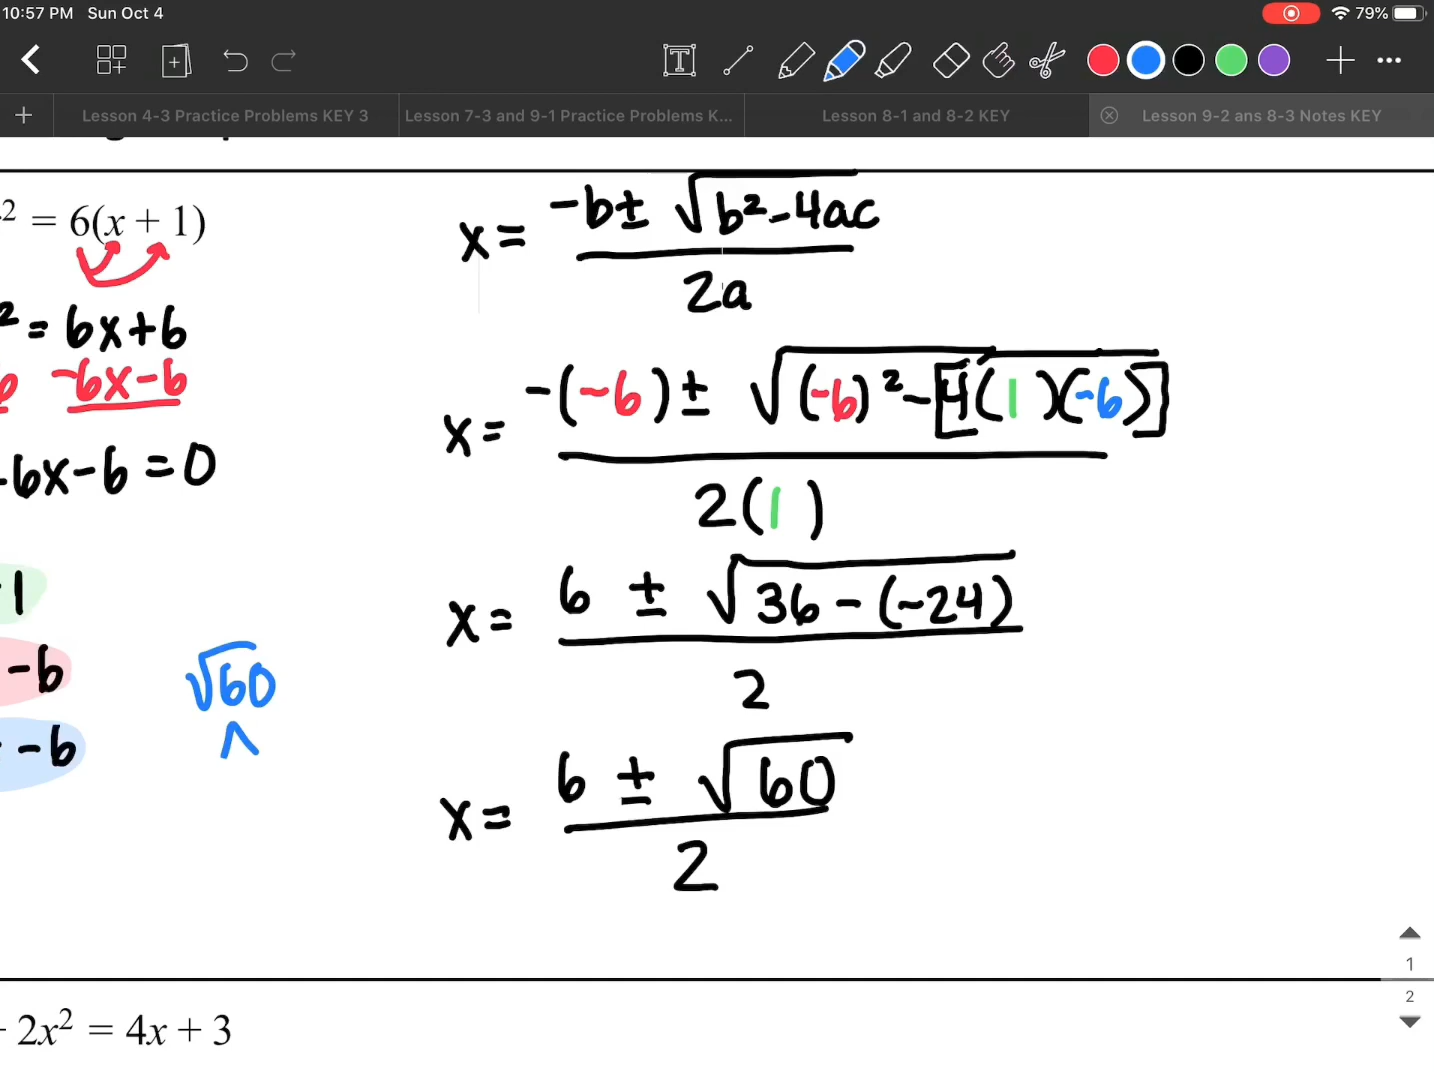 10:57 PM Sun Oct 4 79%
Lesson 4-3 Practice Problems KEY 3
Lesson 7-3 and 9-1 Practice Problems K...
Lesson 8-1 and 8-2 KEY
Lesson 9-2 ans 8-3 Notes KEY
² = 6(x + 1)
² = 6x+6
-6x-6
-6x-6=0
1
-6
-6
√60
x = (-b ± √(b²-4ac)) / 2a
x = (-(-6) ± √((-6)²-[4(1)(-6)])) / 2(1)
x = (6 ± √(36-(-24))) / 2
x = (6 ± √60) / 2
1
2
- 2x² = 4x + 3